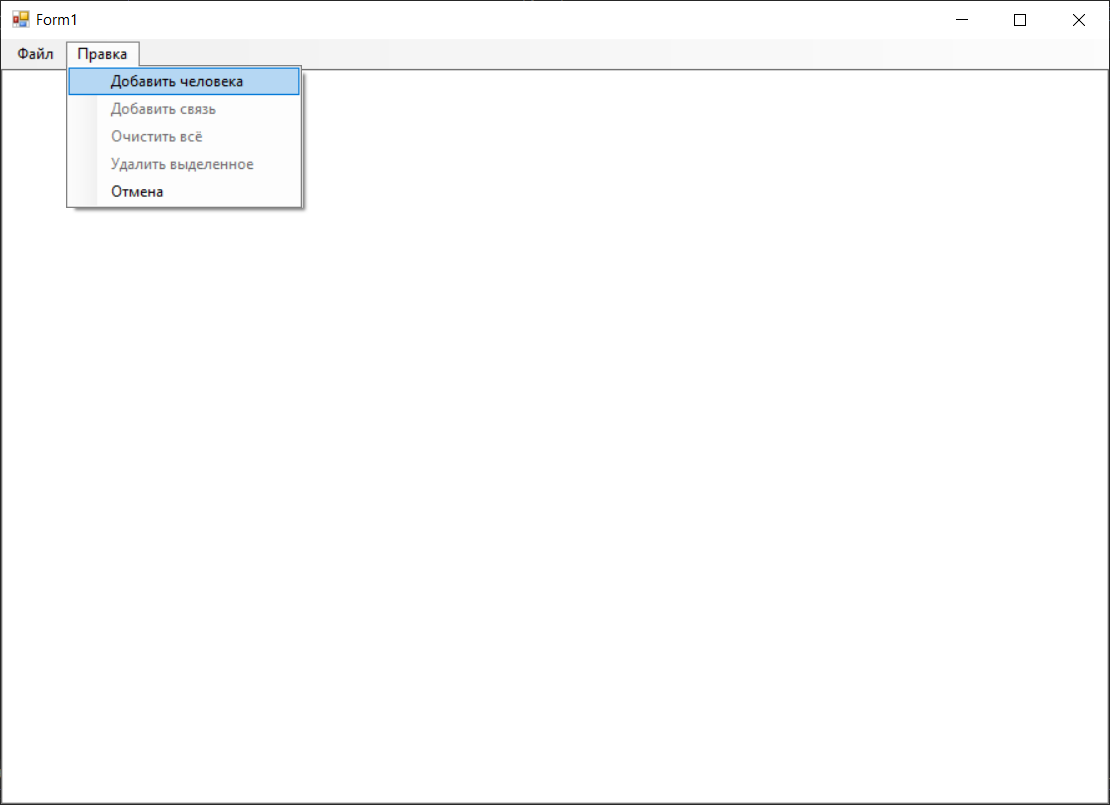 Form1
Файл Правка
Добавить человека
Добавить связь
Очистить всё
Удалить выделенное
Отмена